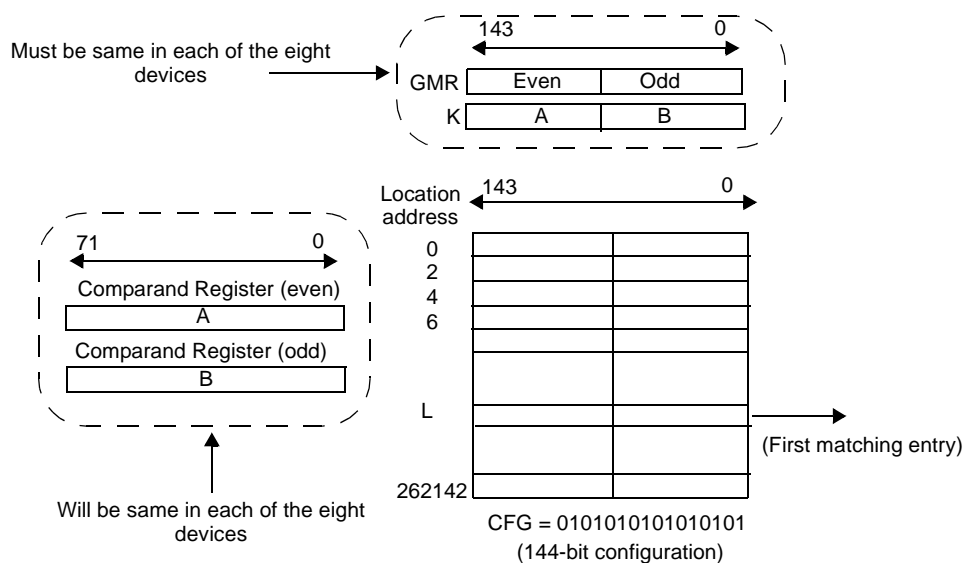 Must be same in each of the eight
devices
143 0
GMR Even Odd
K A B
Location
address
143 0
0
2
4
6
L
262142
(First matching entry)
CFG = 0101010101010101
(144-bit configuration)
71 0
Comparand Register (even)
A
Comparand Register (odd)
B
Will be same in each of the eight
devices